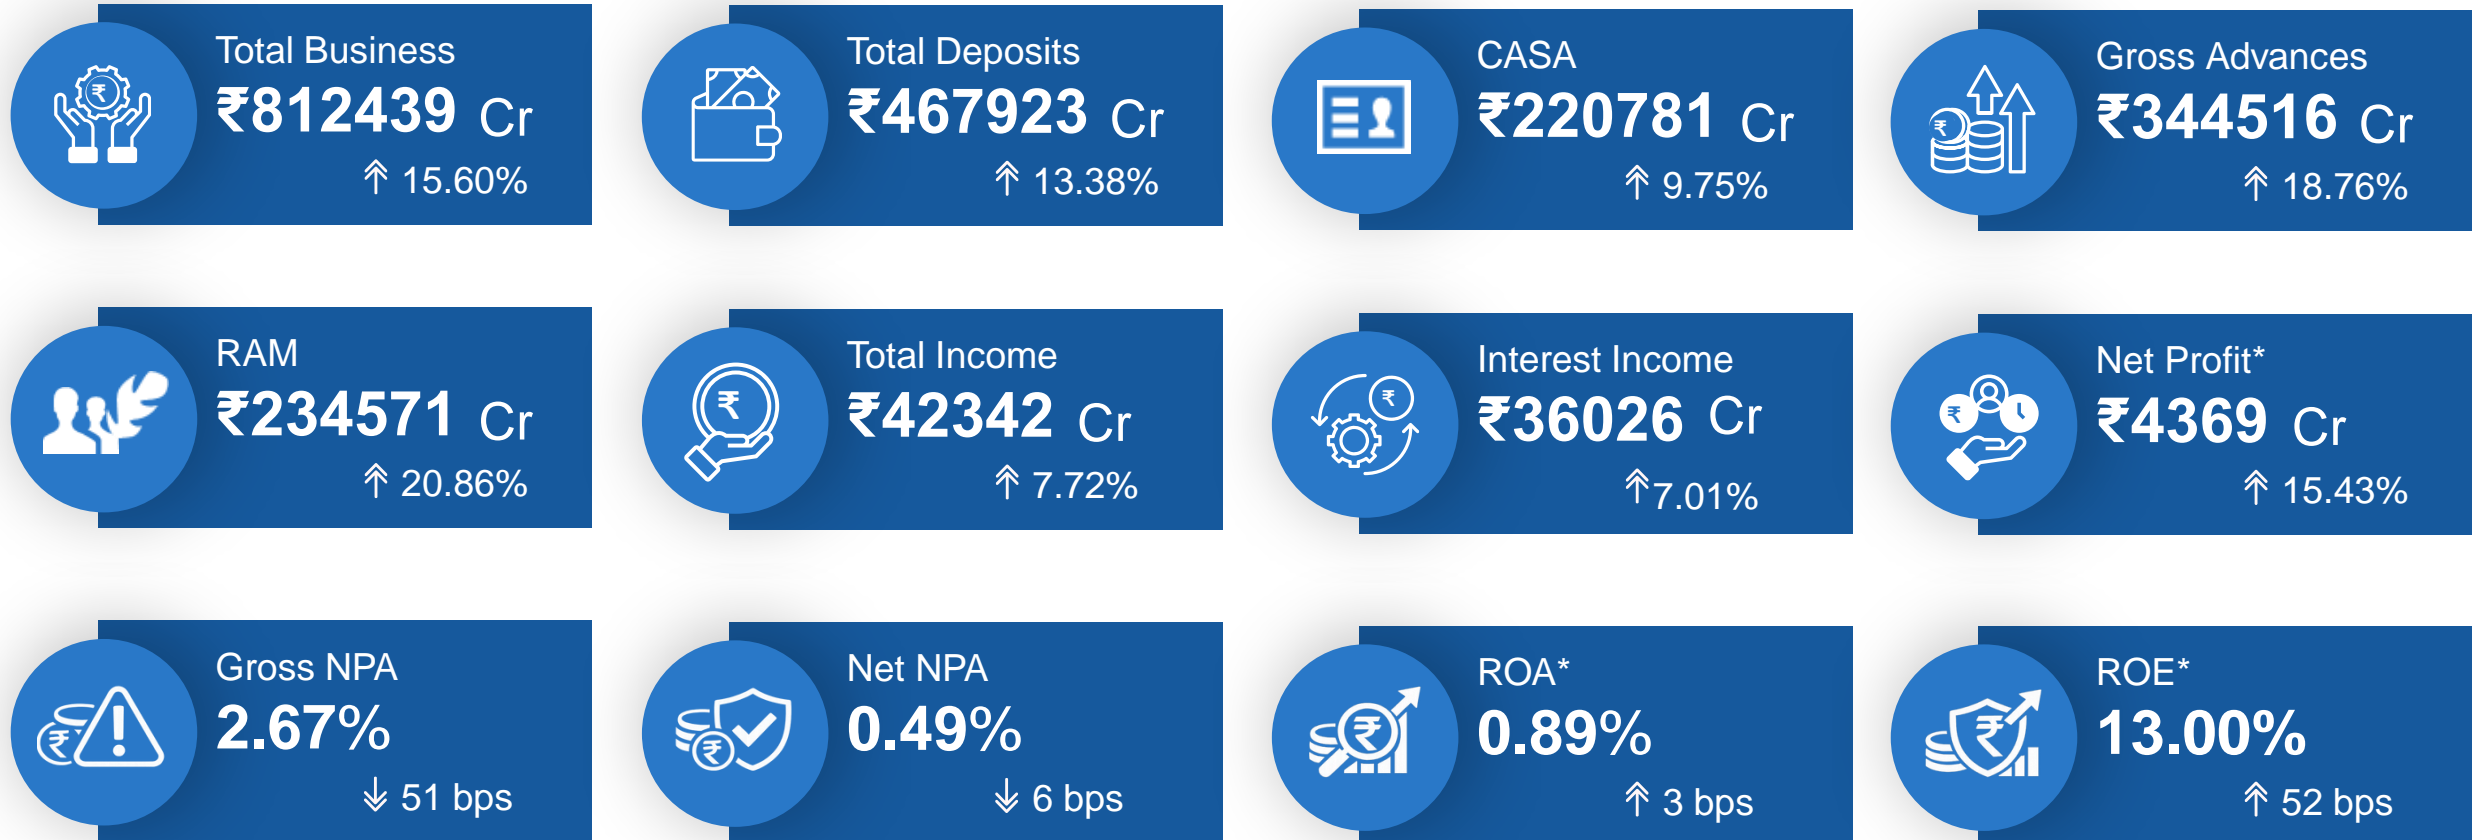 Total Business
₹812439 Cr
15.60%
Total Deposits
₹467923 Cr
13.38%
CASA
₹220781 Cr
9.75%
Gross Advances
₹344516 Cr
18.76%
RAM
₹234571 Cr
20.86%
Total Income
₹42342 Cr
7.72%
Interest Income
₹36026 Cr
7.01%
Net Profit*
₹4369 Cr
15.43%
Gross NPA
2.67%
51 bps
Net NPA
0.49%
6 bps
ROA*
0.89%
3 bps
ROE*
13.00%
52 bps